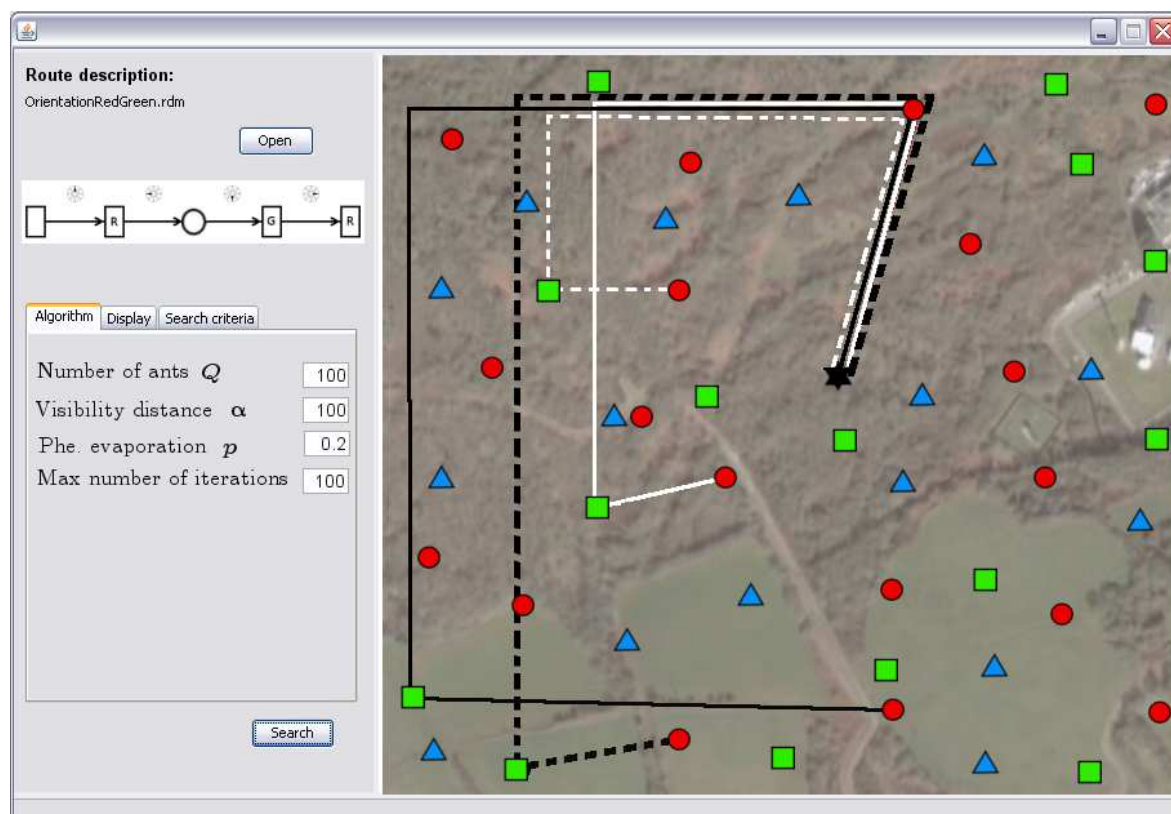 Route description:
OrientationRedGreen.rdm
Open
R G R
Algorithm Display Search criteria
Number of ants Q 100
Visibility distance α 100
Phe. evaporation p 0.2
Max number of iterations 100
Search